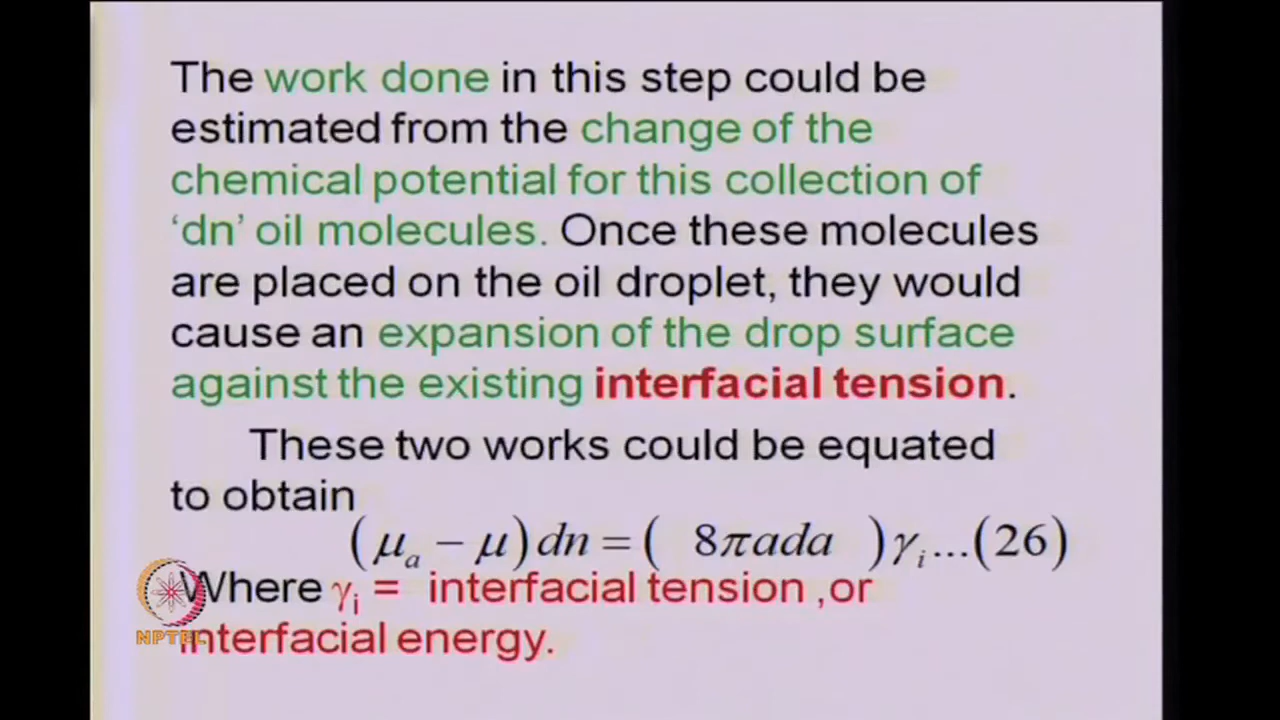 The work done in this step could be
estimated from the change of the
chemical potential for this collection of
‘dn’ oil molecules. Once these molecules
are placed on the oil droplet, they would
cause an expansion of the drop surface
against the existing interfacial tension.
These two works could be equated
to obtain
(μₐ − μ)dn = ( 8πada )γᵢ...(26)
Where γᵢ = interfacial tension ,or
interfacial energy.
NPTEL